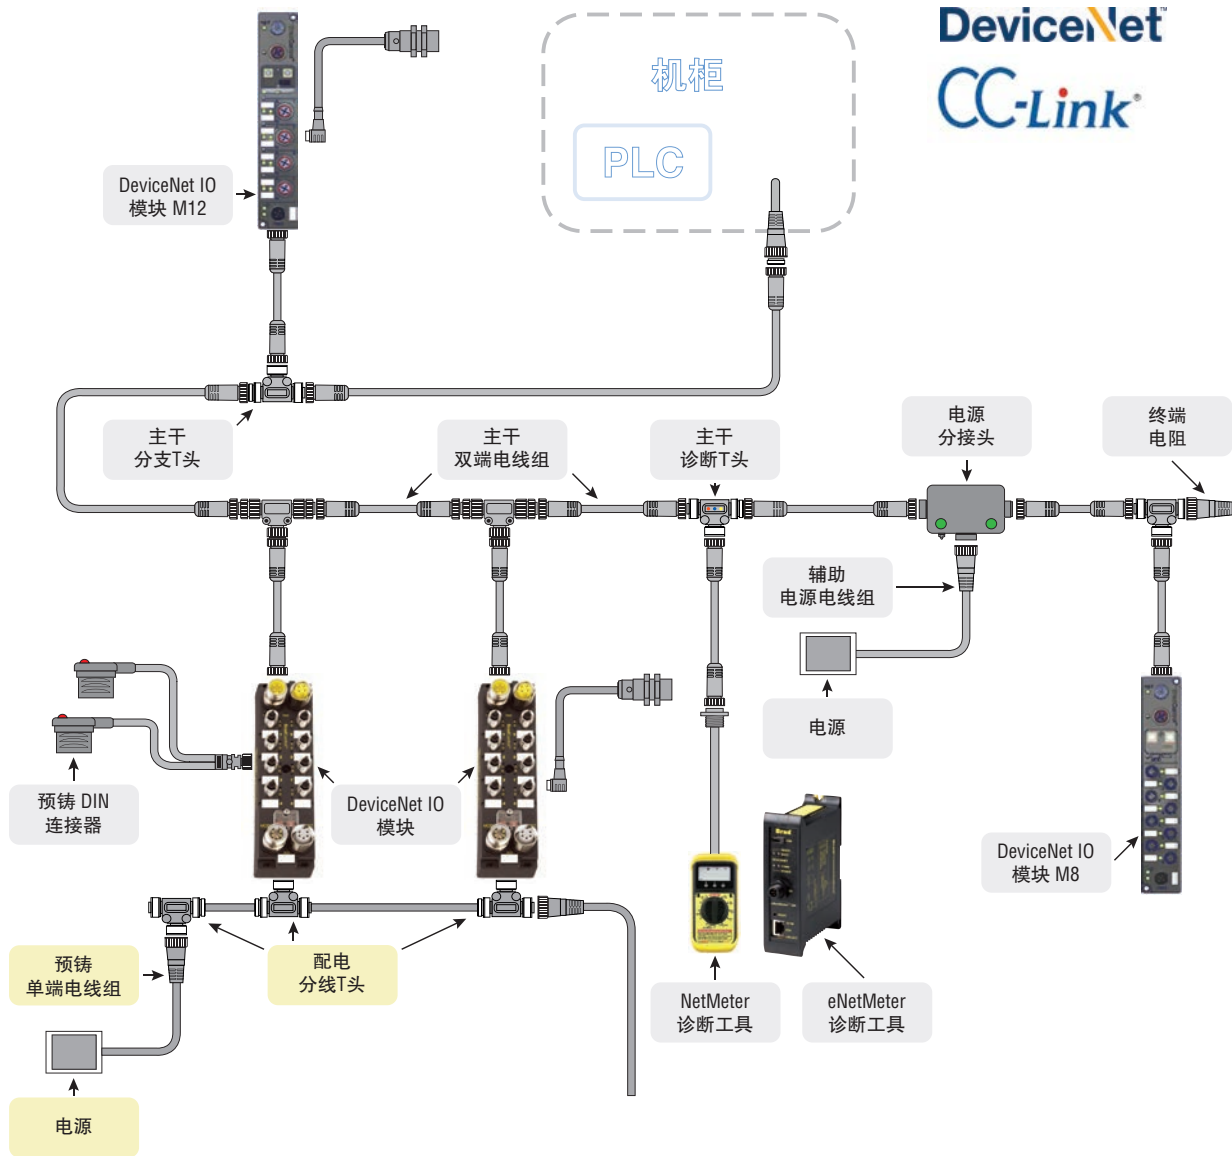 DeviceNet™
CC-Link®
机柜
PLC
DeviceNet IO
模块 M12
主干
分支T头
主干
双端电线组
主干
诊断T头
电源
分接头
终端
电阻
辅助
电源电线组
电源
预铸 DIN
连接器
DeviceNet IO
模块
DeviceNet IO
模块 M8
Brad
预铸
单端电线组
配电
分线T头
NetMeter
诊断工具
eNetMeter
诊断工具
电源